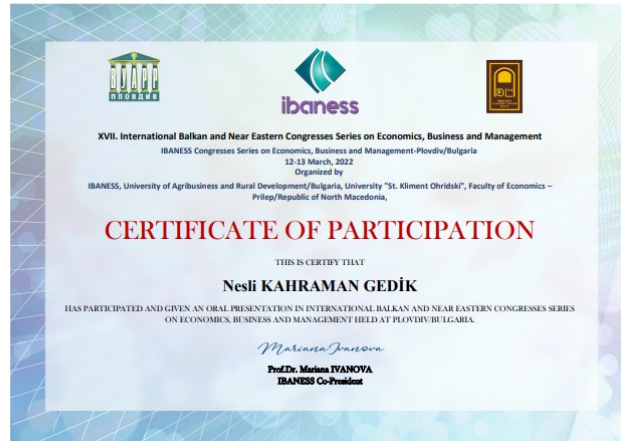 ВУАРР
ПЛОВДИВ
ibaness
XVII. International Balkan and Near Eastern Congresses Series on Economics, Business and Management
IBANESS Congresses Series on Economics, Business and Management-Plovdiv/Bulgaria
12-13 March, 2022
Organized by
IBANESS, University of Agribusiness and Rural Development/Bulgaria, University "St. Kliment Ohridski", Faculty of Economics –
Prilep/Republic of North Macedonia,
CERTIFICATE OF PARTICIPATION
THIS IS CERTIFY THAT
Nesli KAHRAMAN GEDİK
HAS PARTICIPATED AND GIVEN AN ORAL PRESENTATION IN INTERNATIONAL BALKAN AND NEAR EASTERN CONGRESSES SERIES
ON ECONOMICS, BUSINESS AND MANAGEMENT HELD AT PLOVDIV/BULGARIA.
Mariana Ivanova
Prof.Dr. Mariana IVANOVA
IBANESS Co-President